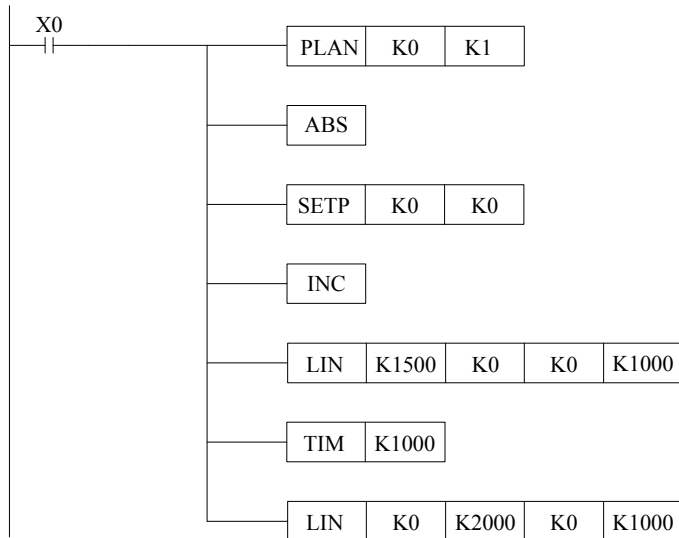 X0
PLAN K0 K1
ABS
SETP K0 K0
INC
LIN K1500 K0 K0 K1000
TIM K1000
LIN K0 K2000 K0 K1000